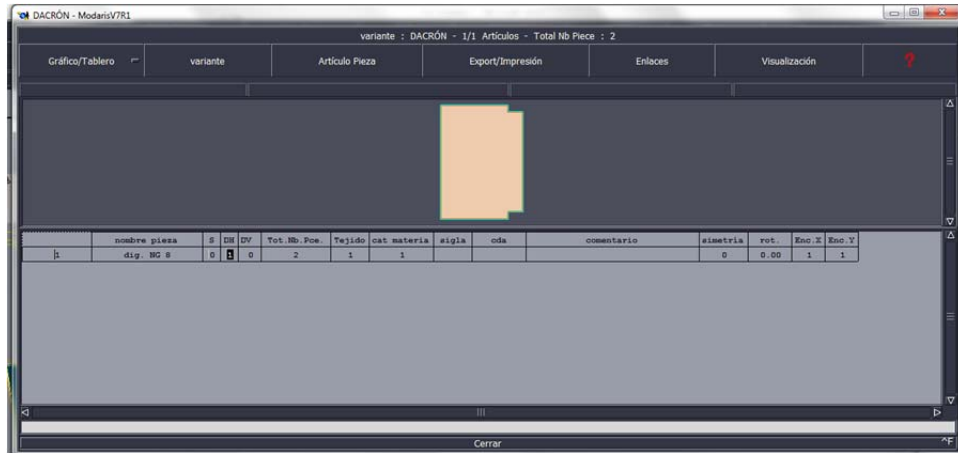 DACRÓN - ModarisV7R1
variante : DACRÓN - 1/1 Artículos - Total Nb Piece : 2
Gráfico/Tablero variante Artículo Pieza Export/Impresión Enlaces Visualización ?
nombre pieza S DH DV Tot.Nb.Pce. Tejido cat materia sigla cda comentario simetria rot. Enc.X Enc.Y
1 dig. NG 8 0 1 0 2 1 1 0 0.00 1 1
Cerrar ^F